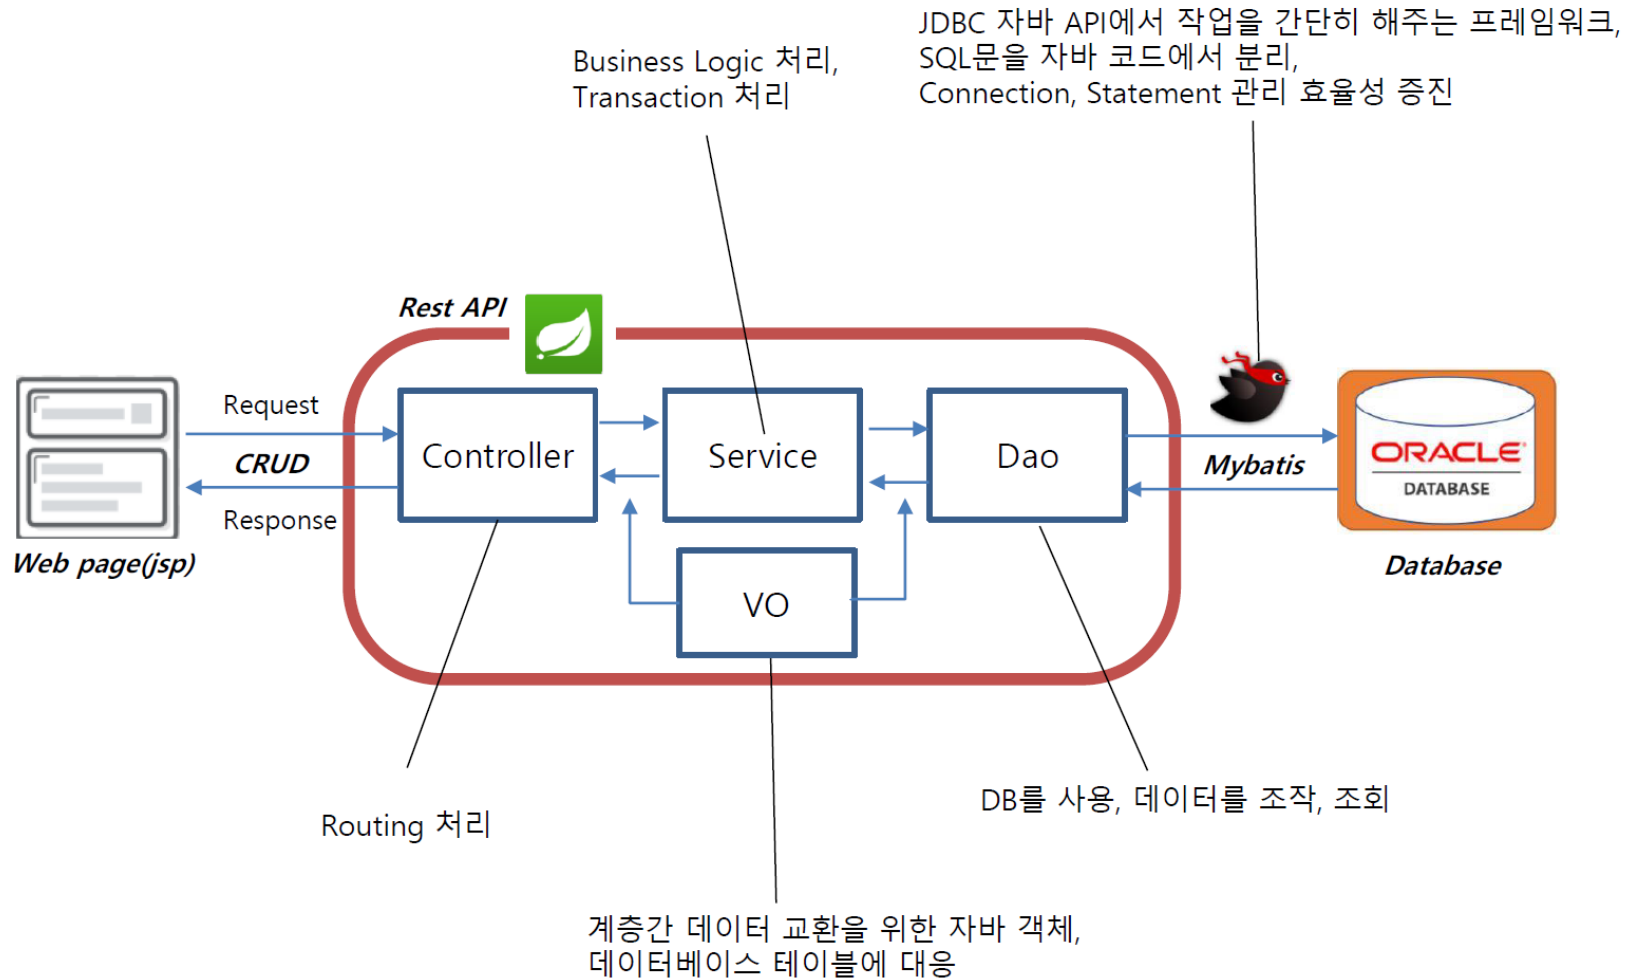 JDBC 자바 API에서 작업을 간단히 해주는 프레임워크,
SQL문을 자바 코드에서 분리,
Connection, Statement 관리 효율성 증진
Business Logic 처리,
Transaction 처리
Rest API
Request
CRUD
Response
Web page(jsp)
Controller
Service
Dao
VO
Mybatis
ORACLE
DATABASE
Database
Routing 처리
DB를 사용, 데이터를 조작, 조회
계층간 데이터 교환을 위한 자바 객체,
데이터베이스 테이블에 대응